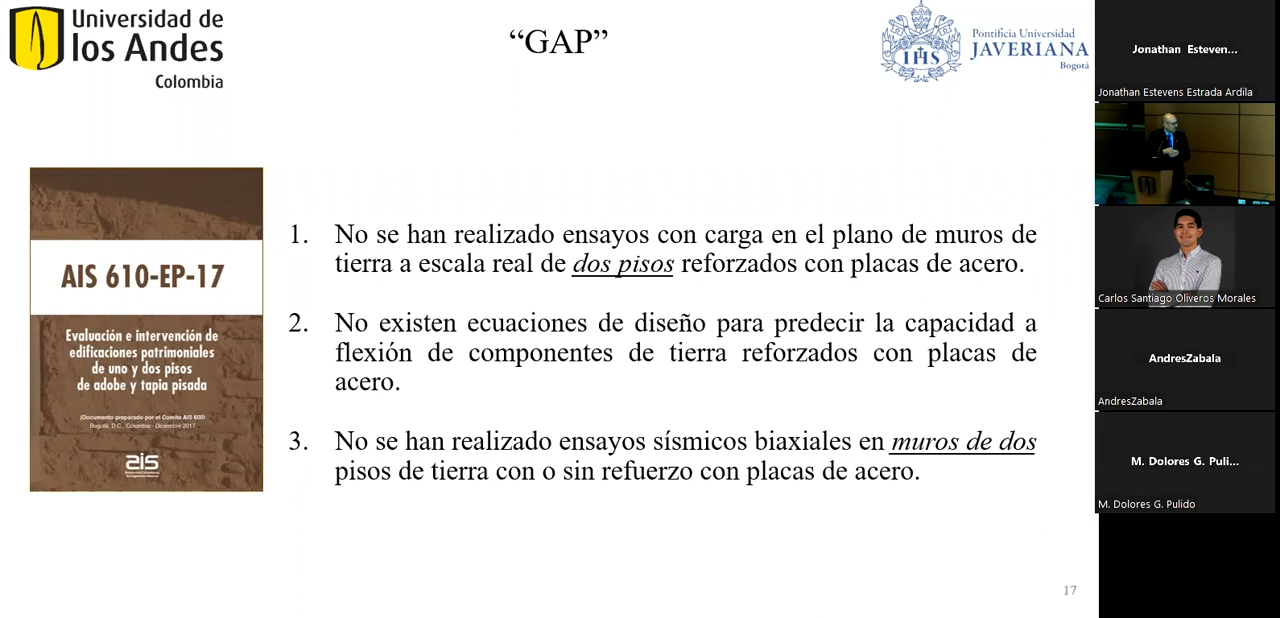 Universidad de
los Andes
Colombia
“GAP”
Pontificia Universidad
JAVERIANA
Bogotá
IHS
AIS 610-EP-17
Evaluación e intervención de
edificaciones patrimoniales
de uno y dos pisos
de adobe y tapia pisada
(Documento preparado por el Comité AIS 600)
Bogotá, D.C., Colombia - Diciembre 2017
ais
1. No se han realizado ensayos con carga en el plano de muros de
tierra a escala real de dos pisos reforzados con placas de acero.
2. No existen ecuaciones de diseño para predecir la capacidad a
flexión de componentes de tierra reforzados con placas de
acero.
3. No se han realizado ensayos sísmicos biaxiales en muros de dos
pisos de tierra con o sin refuerzo con placas de acero.
17
Jonathan Esteven...
Jonathan Estevens Estrada Ardila
Carlos Santiago Oliveros Morales
AndresZabala
AndresZabala
M. Dolores G. Puli...
M. Dolores G. Pulido